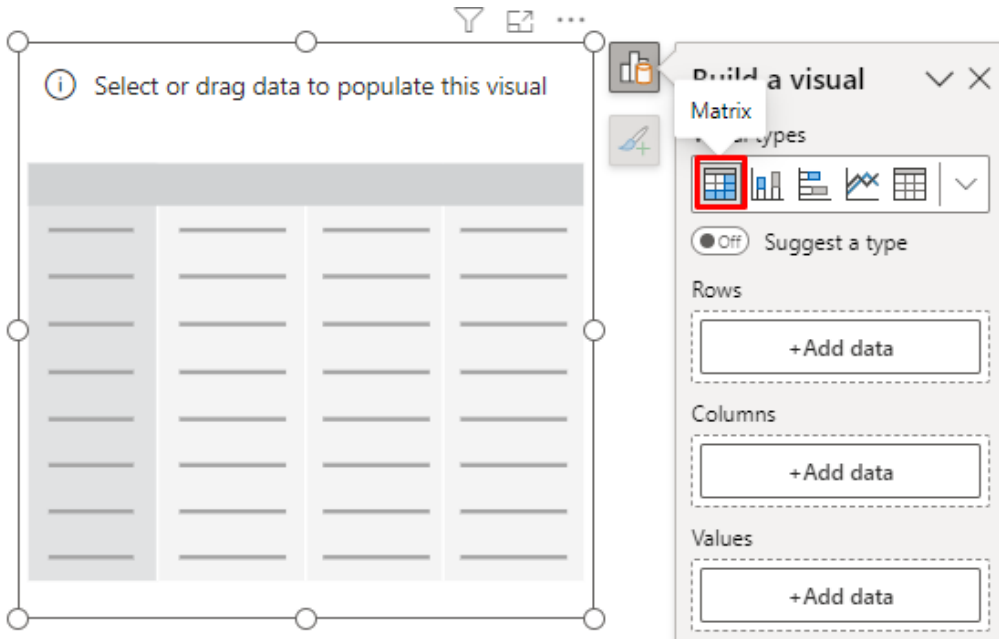 Select or drag data to populate this visual
Build a visual
Matrix
types
Off Suggest a type
Rows
+Add data
Columns
+Add data
Values
+Add data